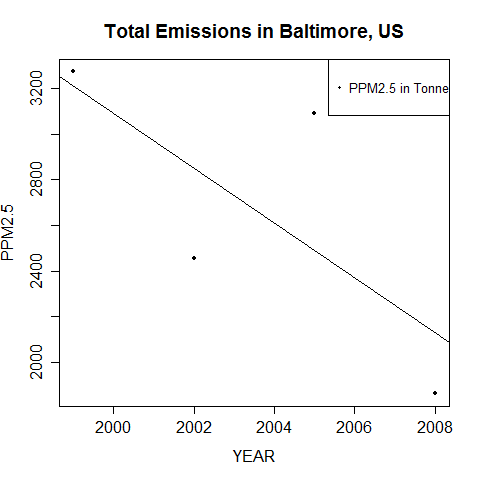 Total Emissions in Baltimore, US
PPM2.5 in Tonne
PPM2.5
3200
2800
2400
2000
2000 2002 2004 2006 2008
YEAR